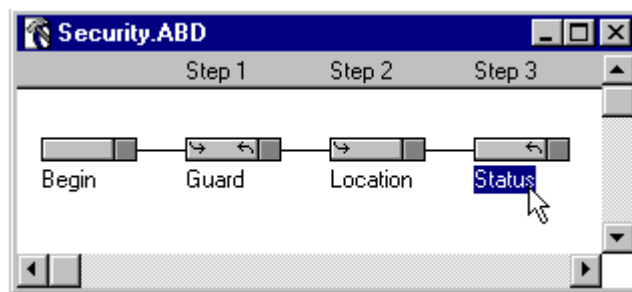 Security.ABD
Step 1 Step 2 Step 3
Begin Guard Location Status